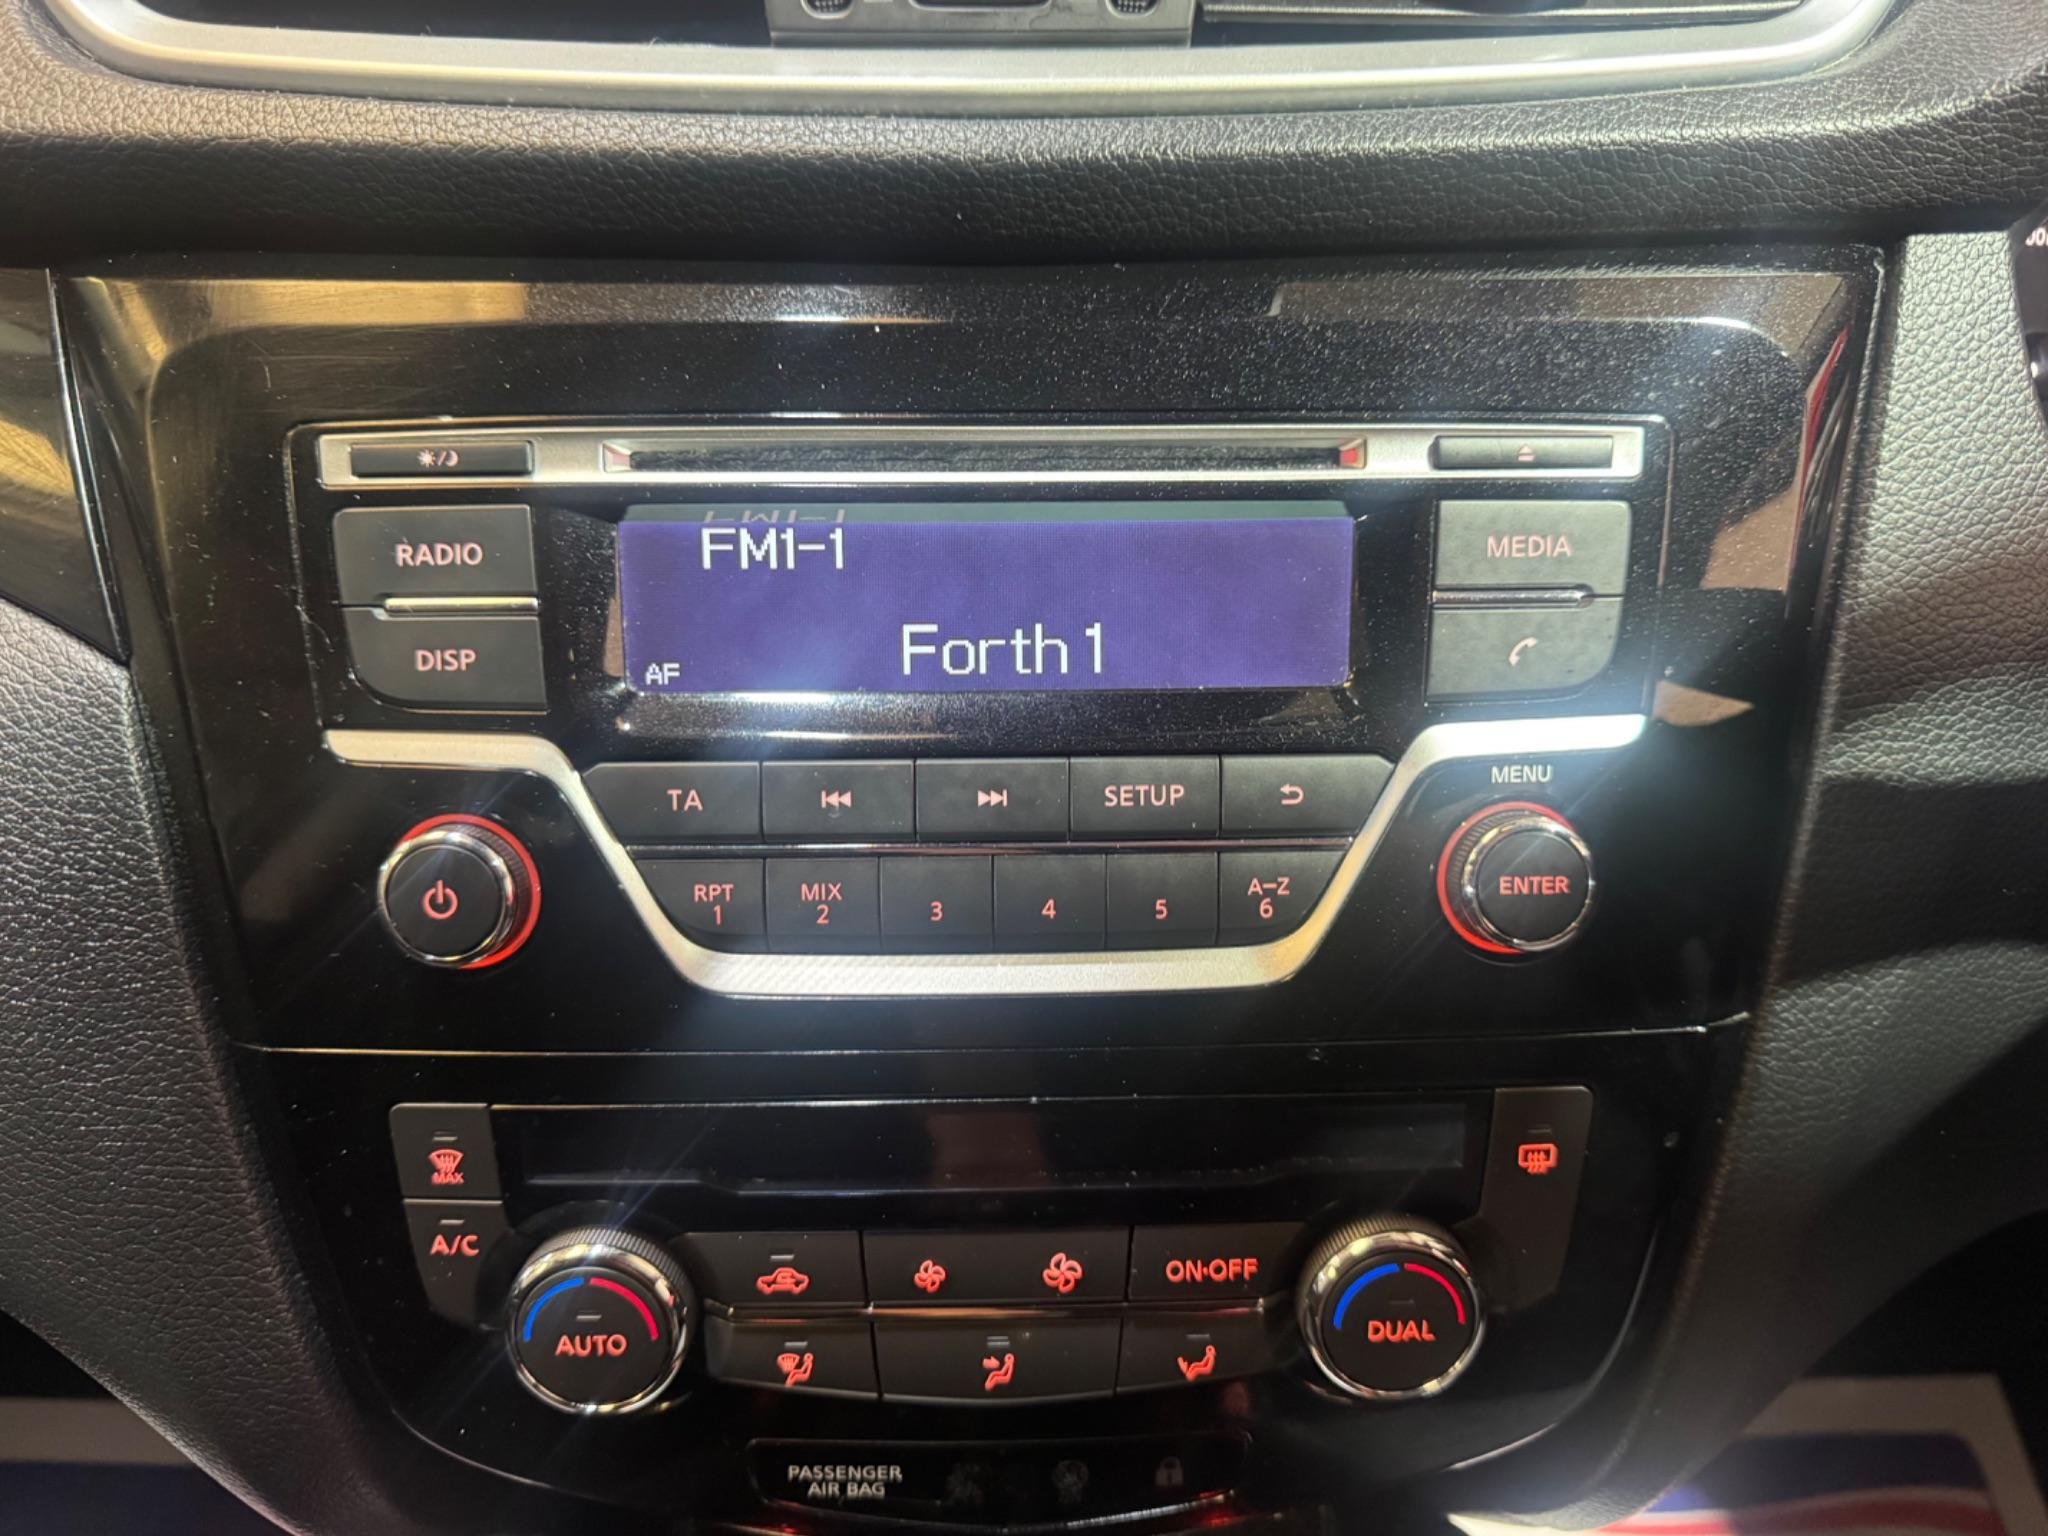 FM1-1
RADIO
MEDIA
Forth 1
DISP
AF
MENU
TA
SETUP
RPT
MIX
A-Z
1
2
3
4
5
6
ENTER
MAX
A/C
ON·OFF
AUTO
DUAL
PASSENGER
AIR BAG